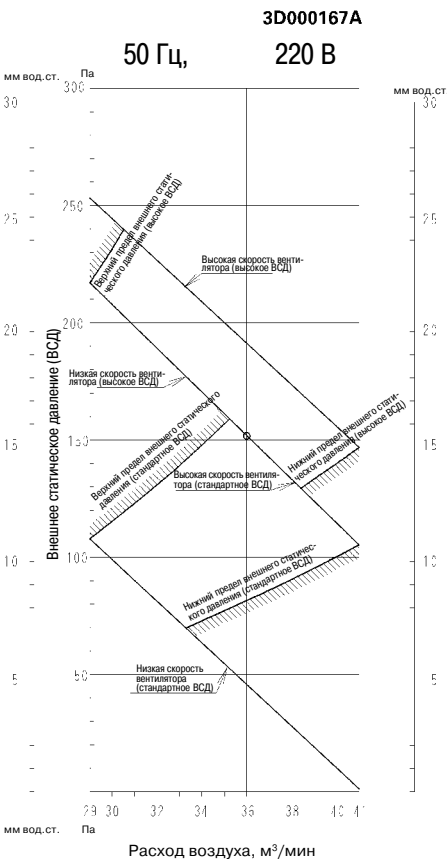 3D000167A
50 Гц, 220 В
мм вод.ст. Па
мм вод.ст
30 300 30
25 250 25
Верхний предел внешнего стати-
ческого давления (высокое ВСД)
Высокая скорость венти-
лятора (высокое ВСД)
20 200 20
Внешнее статическое давление (ВСД)
Низкая скорость венти-
лятора (высокое ВСД)
Верхний предел внешнего статического
давления (стандартное ВСД)
15 150 15
Нижний предел внешнего стати-
ческого давления (высокое ВСД)
Высокая скорость вентиля-
тора (стандартное ВСД)
10 100 10
Нижний предел внешнего статичес-
кого давления (стандартное ВСД)
5 50 5
Низкая скорость
вентилятора
(стандартное ВСД)
29 30 32 34 36 38 40 41
мм вод.ст. Па
Расход воздуха, м³/мин